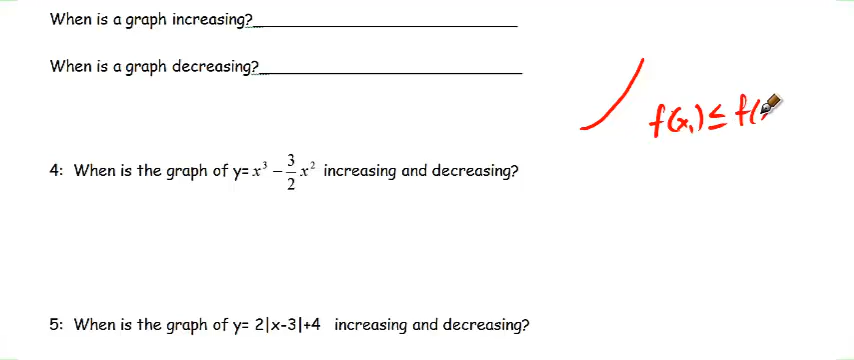 When is a graph increasing?
When is a graph decreasing?
f(x₁) ≤ f(
4: When is the graph of y= x³ − 3/2 x² increasing and decreasing?
5: When is the graph of y= 2|x-3|+4 increasing and decreasing?